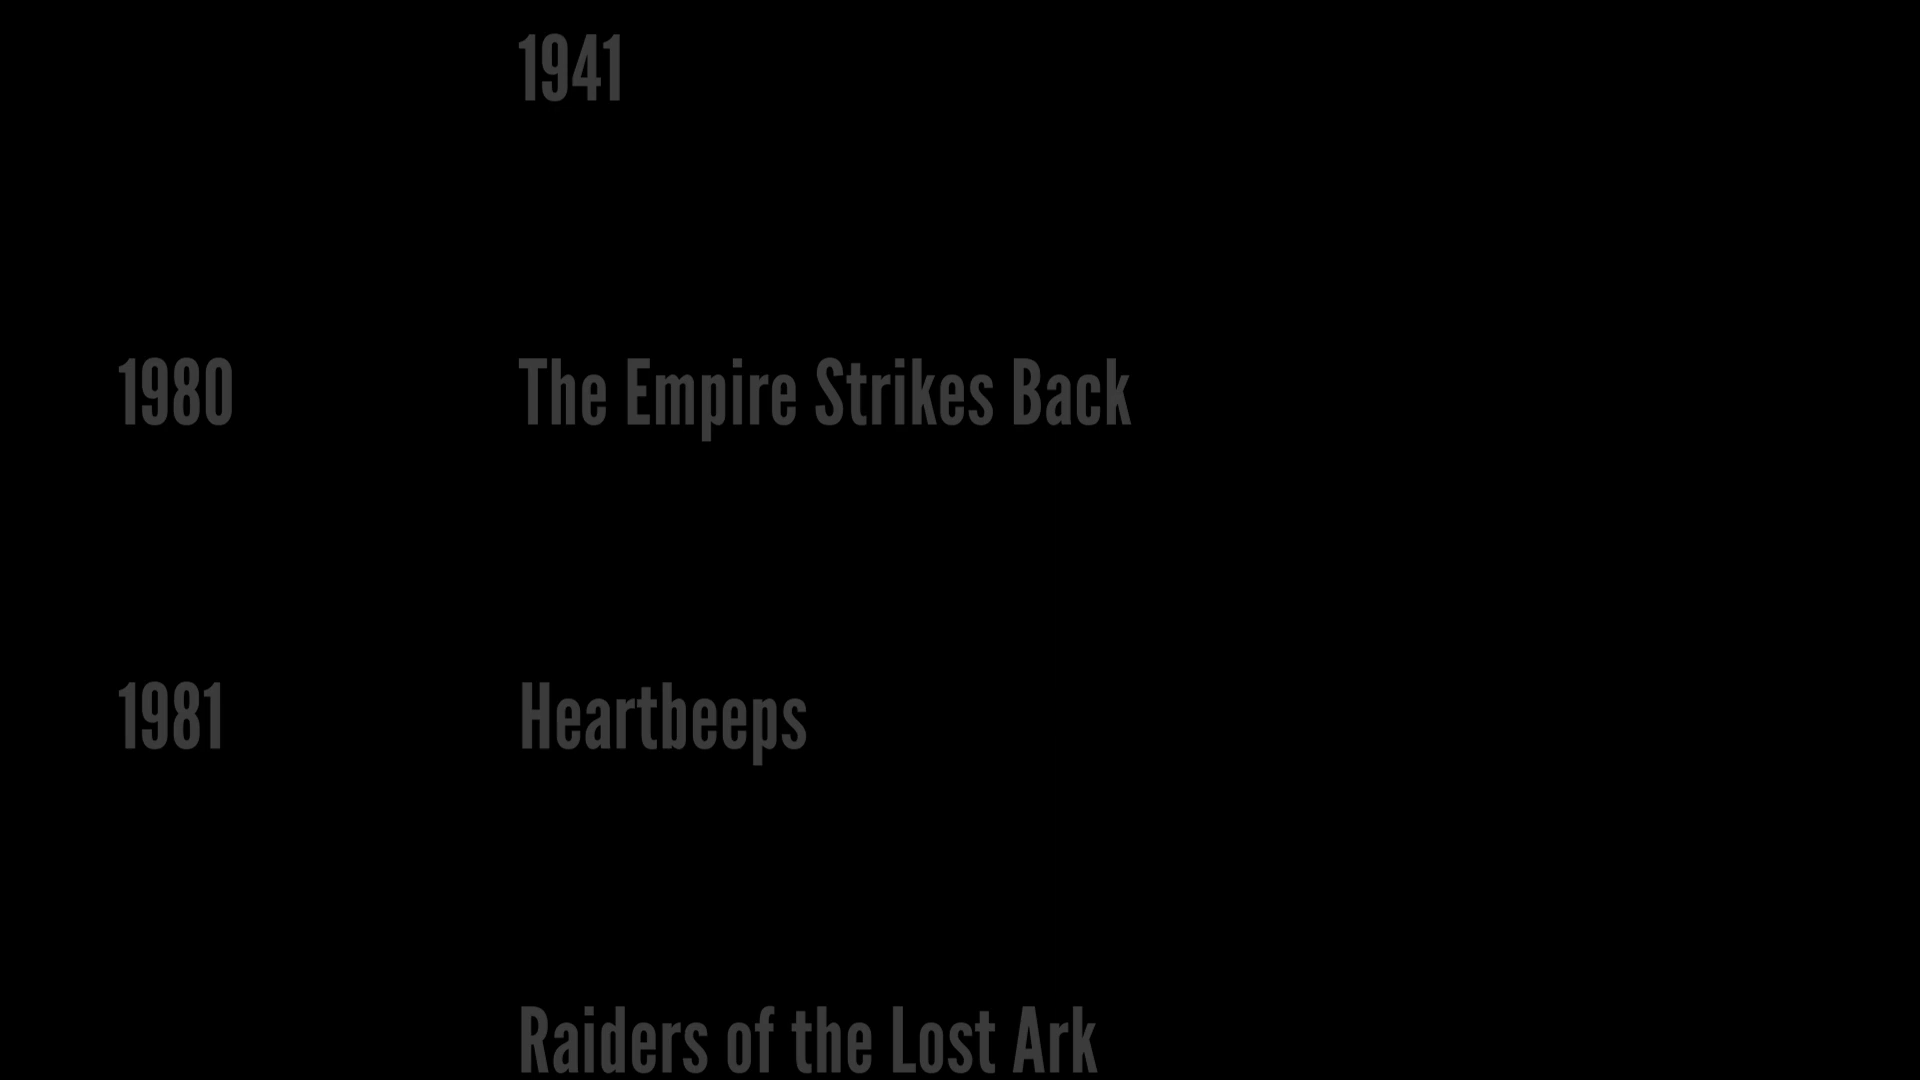 1941
1980 The Empire Strikes Back
1981 Heartbeeps
Raiders of the Lost Ark